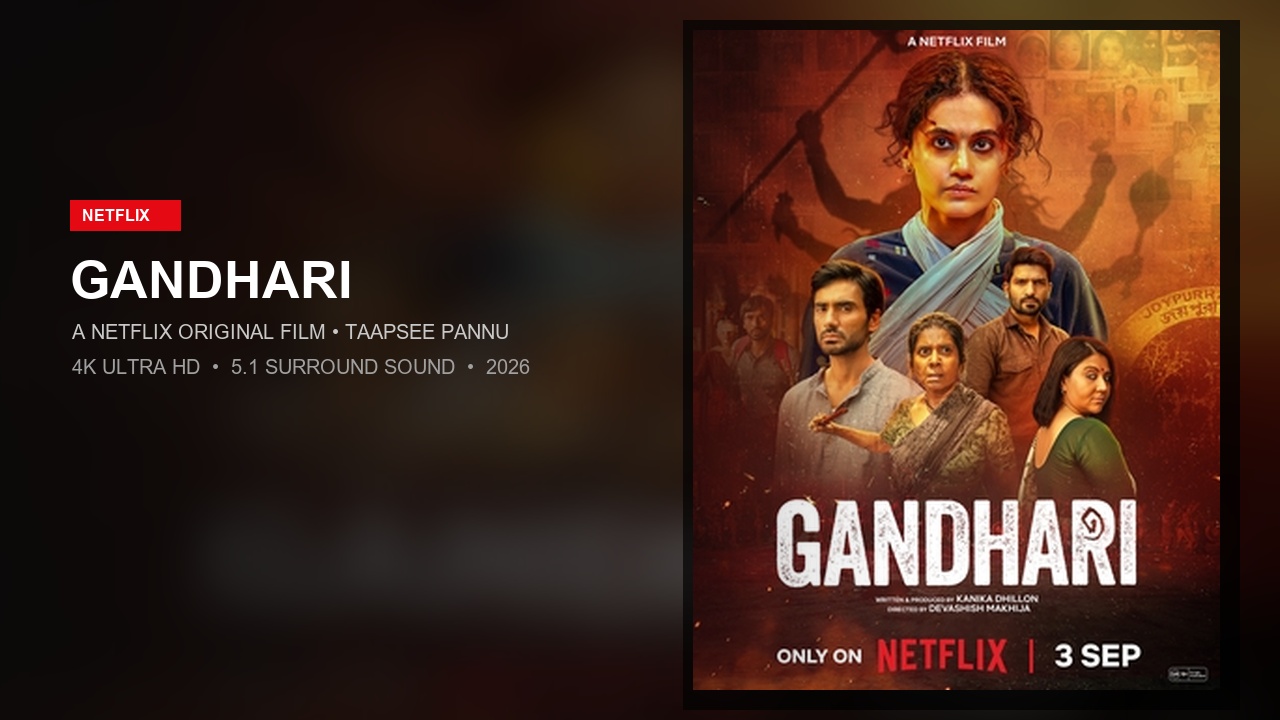 NETFLIX
GANDHARI
A NETFLIX ORIGINAL FILM • TAAPSEE PANNU
4K ULTRA HD • 5.1 SURROUND SOUND • 2026
A NETFLIX FILM
JOYPURH
GANDHARI
WRITTEN & PRODUCED BY KANIKA DHILLON
DIRECTED BY DEVASHISH MAKHIJA
ONLY ON NETFLIX | 3 SEP